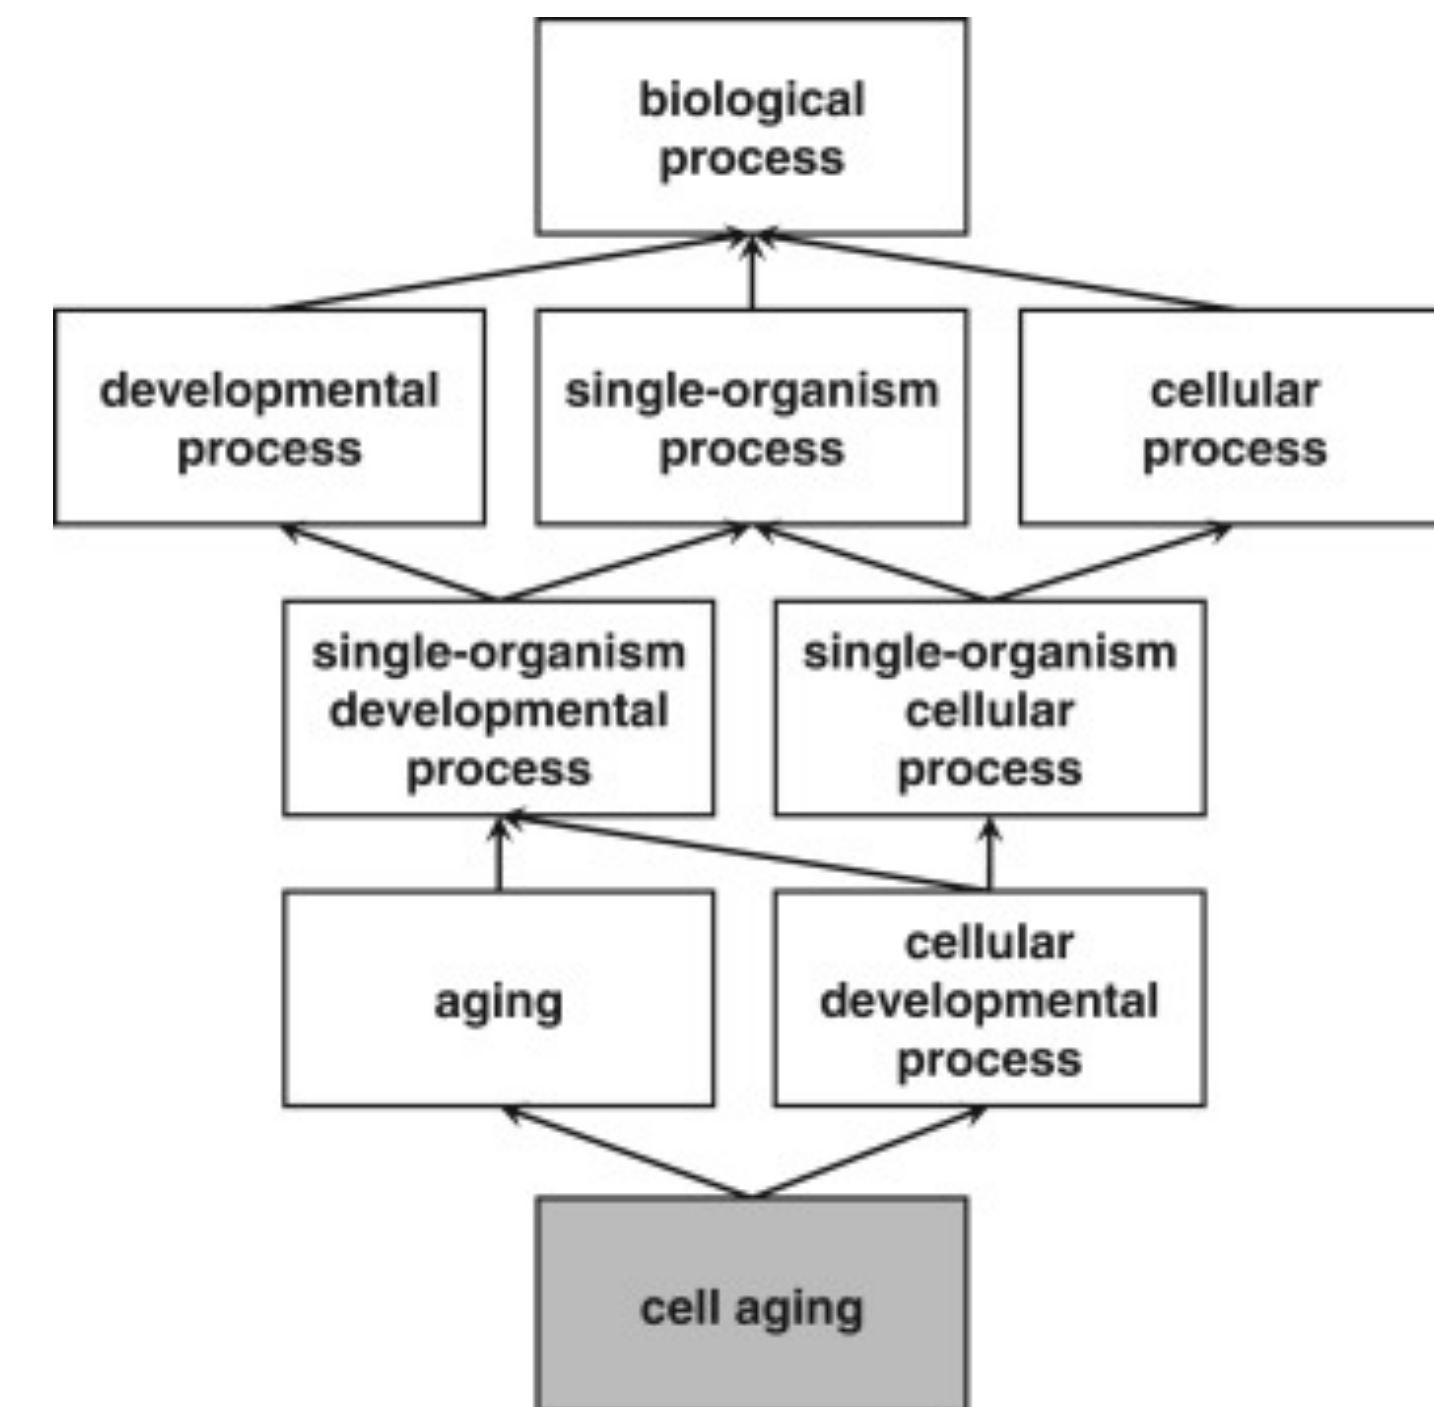 biological
process
developmental
process
single-organism
process
cellular
process
single-organism
developmental
process
single-organism
cellular
process
aging
cellular
developmental
process
cell aging